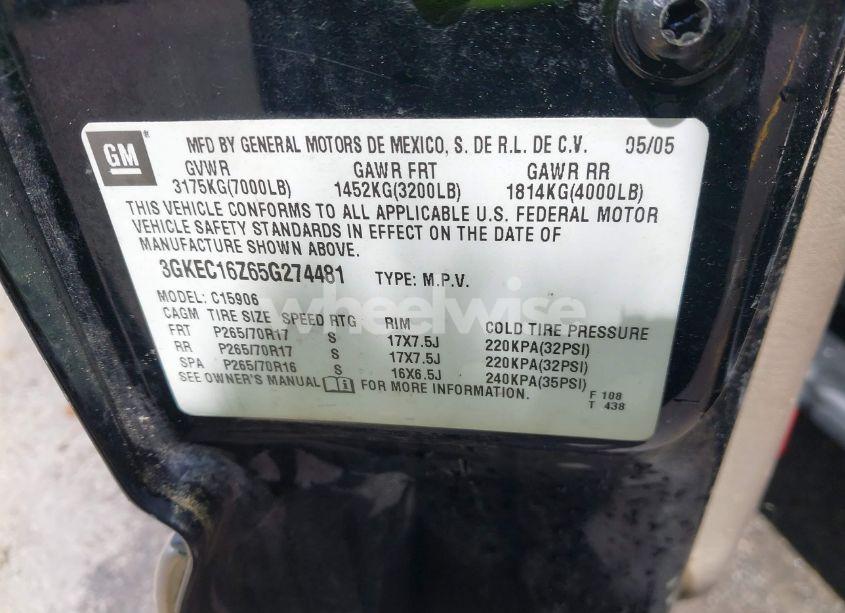 GM
MFD BY GENERAL MOTORS DE MEXICO, S. DE R.L. DE C.V. 05/05
GVWR GAWR FRT GAWR RR
3175KG(7000LB) 1452KG(3200LB) 1814KG(4000LB)
THIS VEHICLE CONFORMS TO ALL APPLICABLE U.S. FEDERAL MOTOR
VEHICLE SAFETY STANDARDS IN EFFECT ON THE DATE OF
MANUFACTURE SHOWN ABOVE.
3GKEC16Z65G274481 TYPE: M.P.V.
MODEL: C15906
wheelwise
CAGM TIRE SIZE SPEED RTG RIM COLD TIRE PRESSURE
FRT P265/70R17 S 17X7.5J 220KPA(32PSI)
RR P265/70R17 S 17X7.5J 220KPA(32PSI)
SPA P265/70R16 S 16X6.5J 240KPA(35PSI)
SEE OWNER'S MANUAL FOR MORE INFORMATION.
F 108
T 438